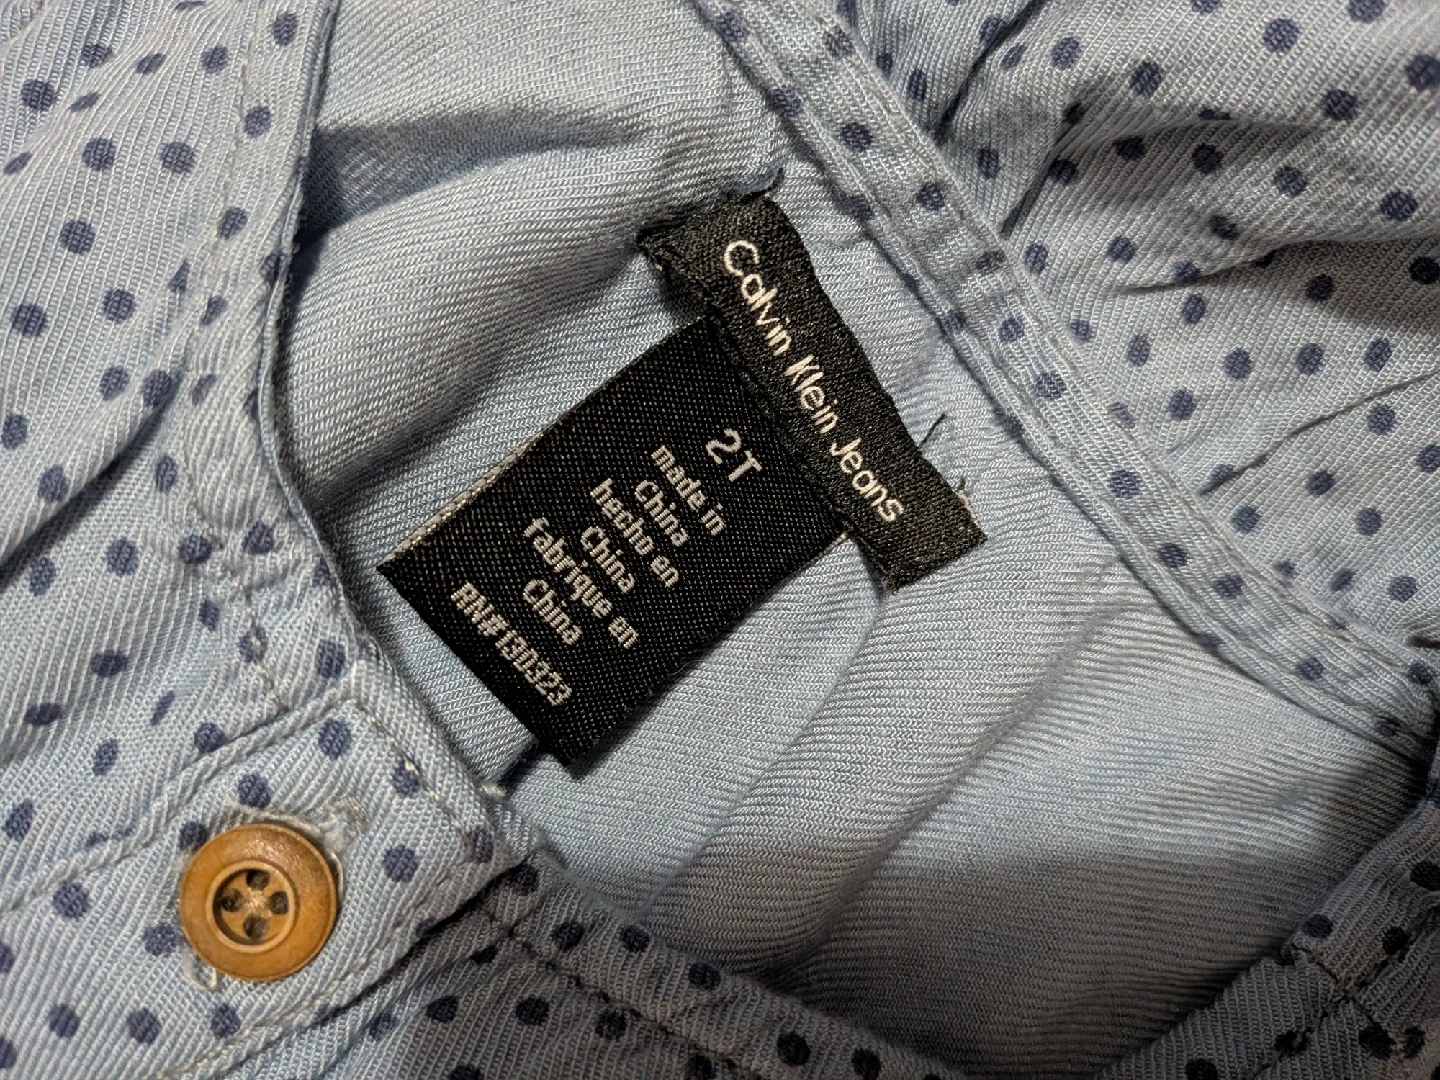 Calvin Klein Jeans
2T
made in
China
hecho en
China
fabriqué en
China
RN#130323